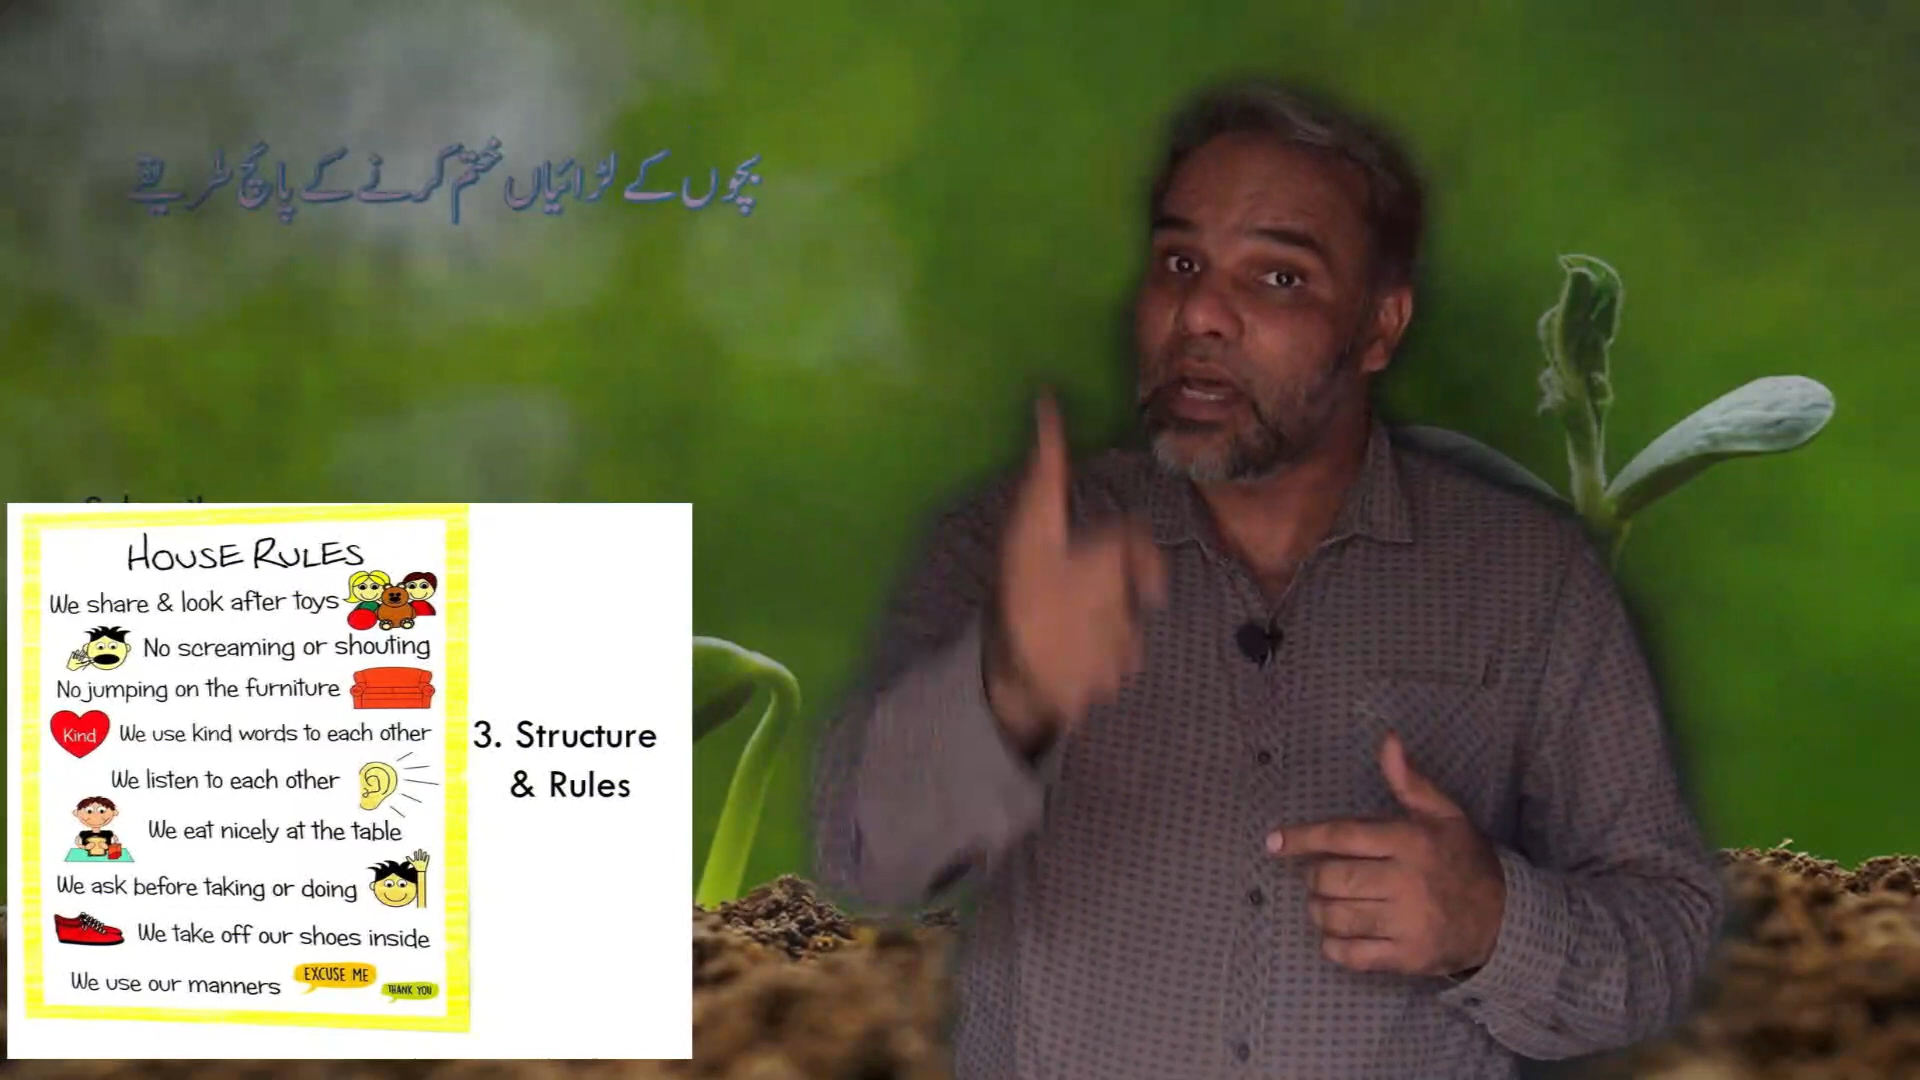 بچوں کے لڑائیاں ختم کرنے کے پانچ طریقے
HOUSE RULES
We share & look after toys
No screaming or shouting
No jumping on the furniture
Kind
We use kind words to each other
We listen to each other
We eat nicely at the table
We ask before taking or doing
We take off our shoes inside
We use our manners
EXCUSE ME
THANK YOU
3. Structure
& Rules